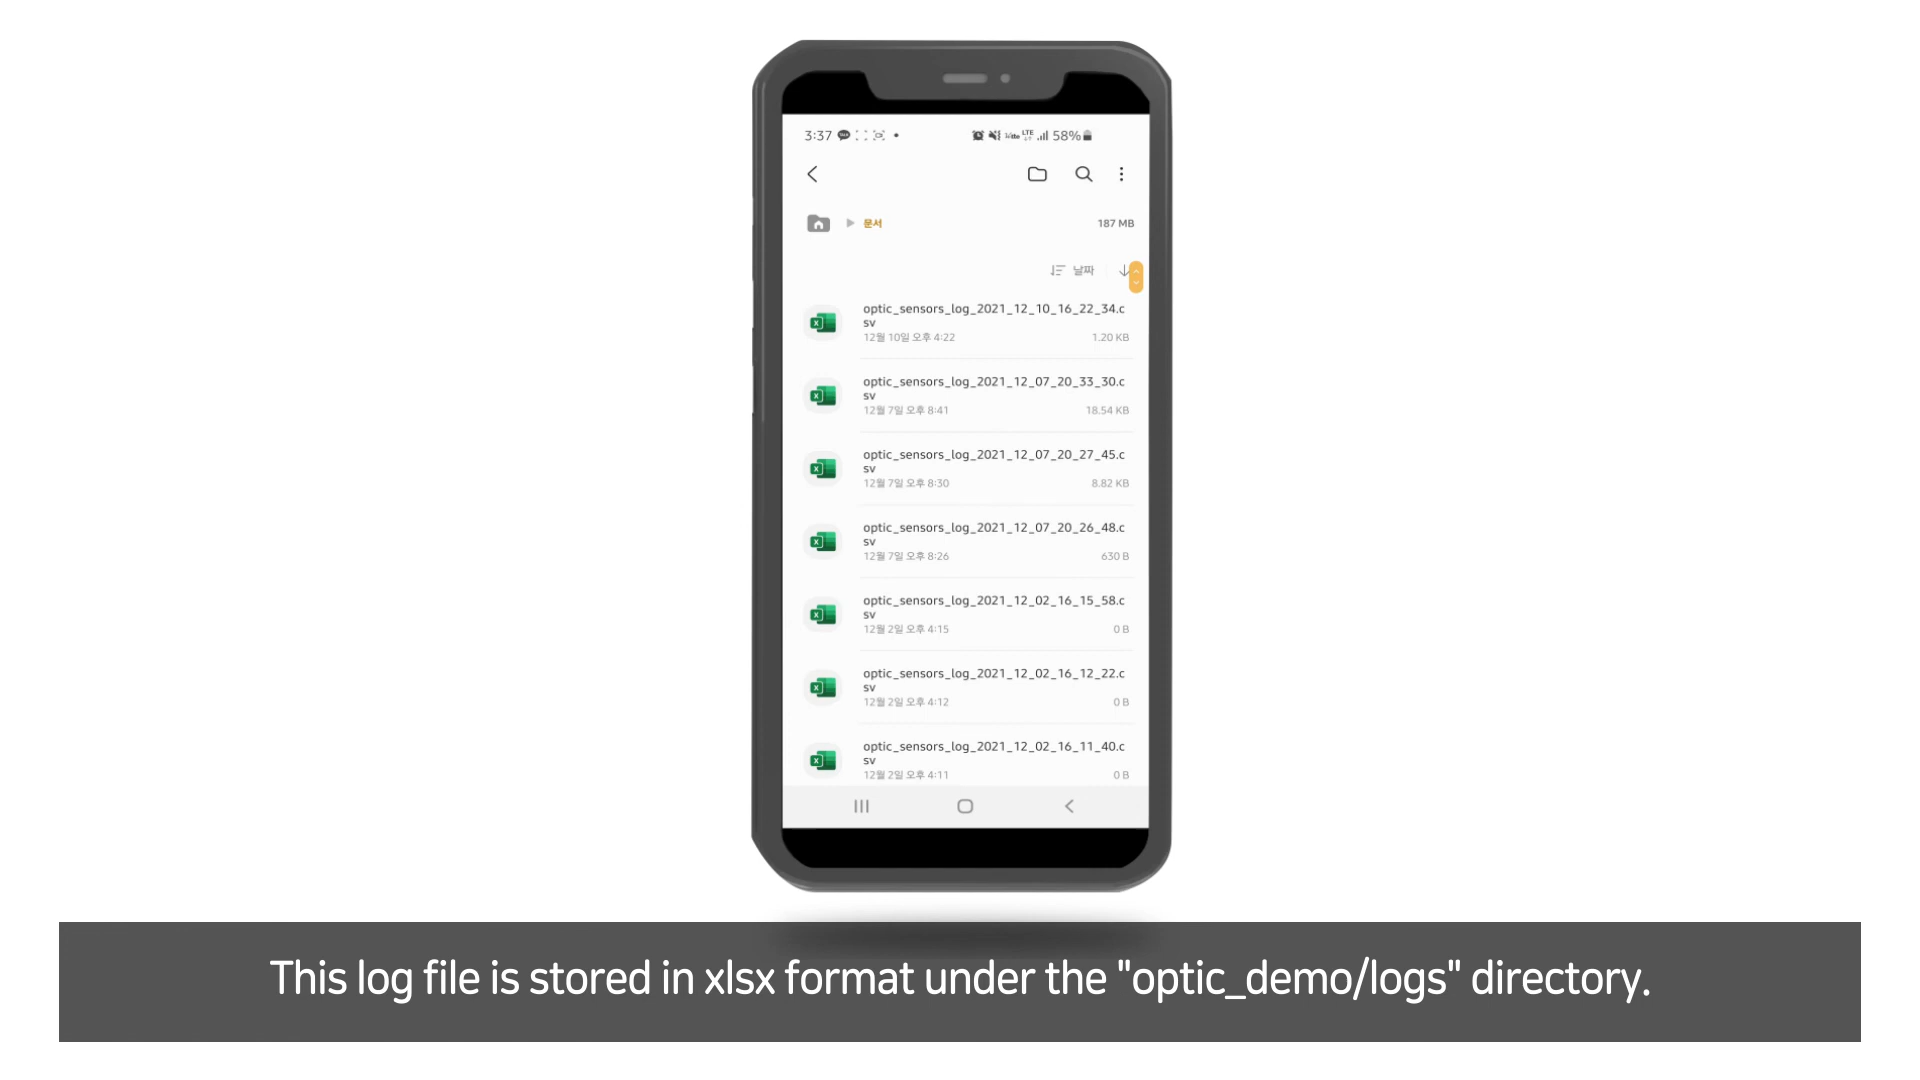 3:37 58%
문서 187 MB
날짜
optic_sensors_log_2021_12_10_16_22_34.c
sv
12월 10일 오후 4:22 1.20 KB
optic_sensors_log_2021_12_07_20_33_30.c
sv
12월 7일 오후 8:41 18.54 KB
optic_sensors_log_2021_12_07_20_27_45.c
sv
12월 7일 오후 8:30 8.82 KB
optic_sensors_log_2021_12_07_20_26_48.c
sv
12월 7일 오후 8:26 630 B
optic_sensors_log_2021_12_02_16_15_58.c
sv
12월 2일 오후 4:15 0 B
optic_sensors_log_2021_12_02_16_12_22.c
sv
12월 2일 오후 4:12 0 B
optic_sensors_log_2021_12_02_16_11_40.c
sv
12월 2일 오후 4:11 0 B
This log file is stored in xlsx format under the "optic_demo/logs" directory.